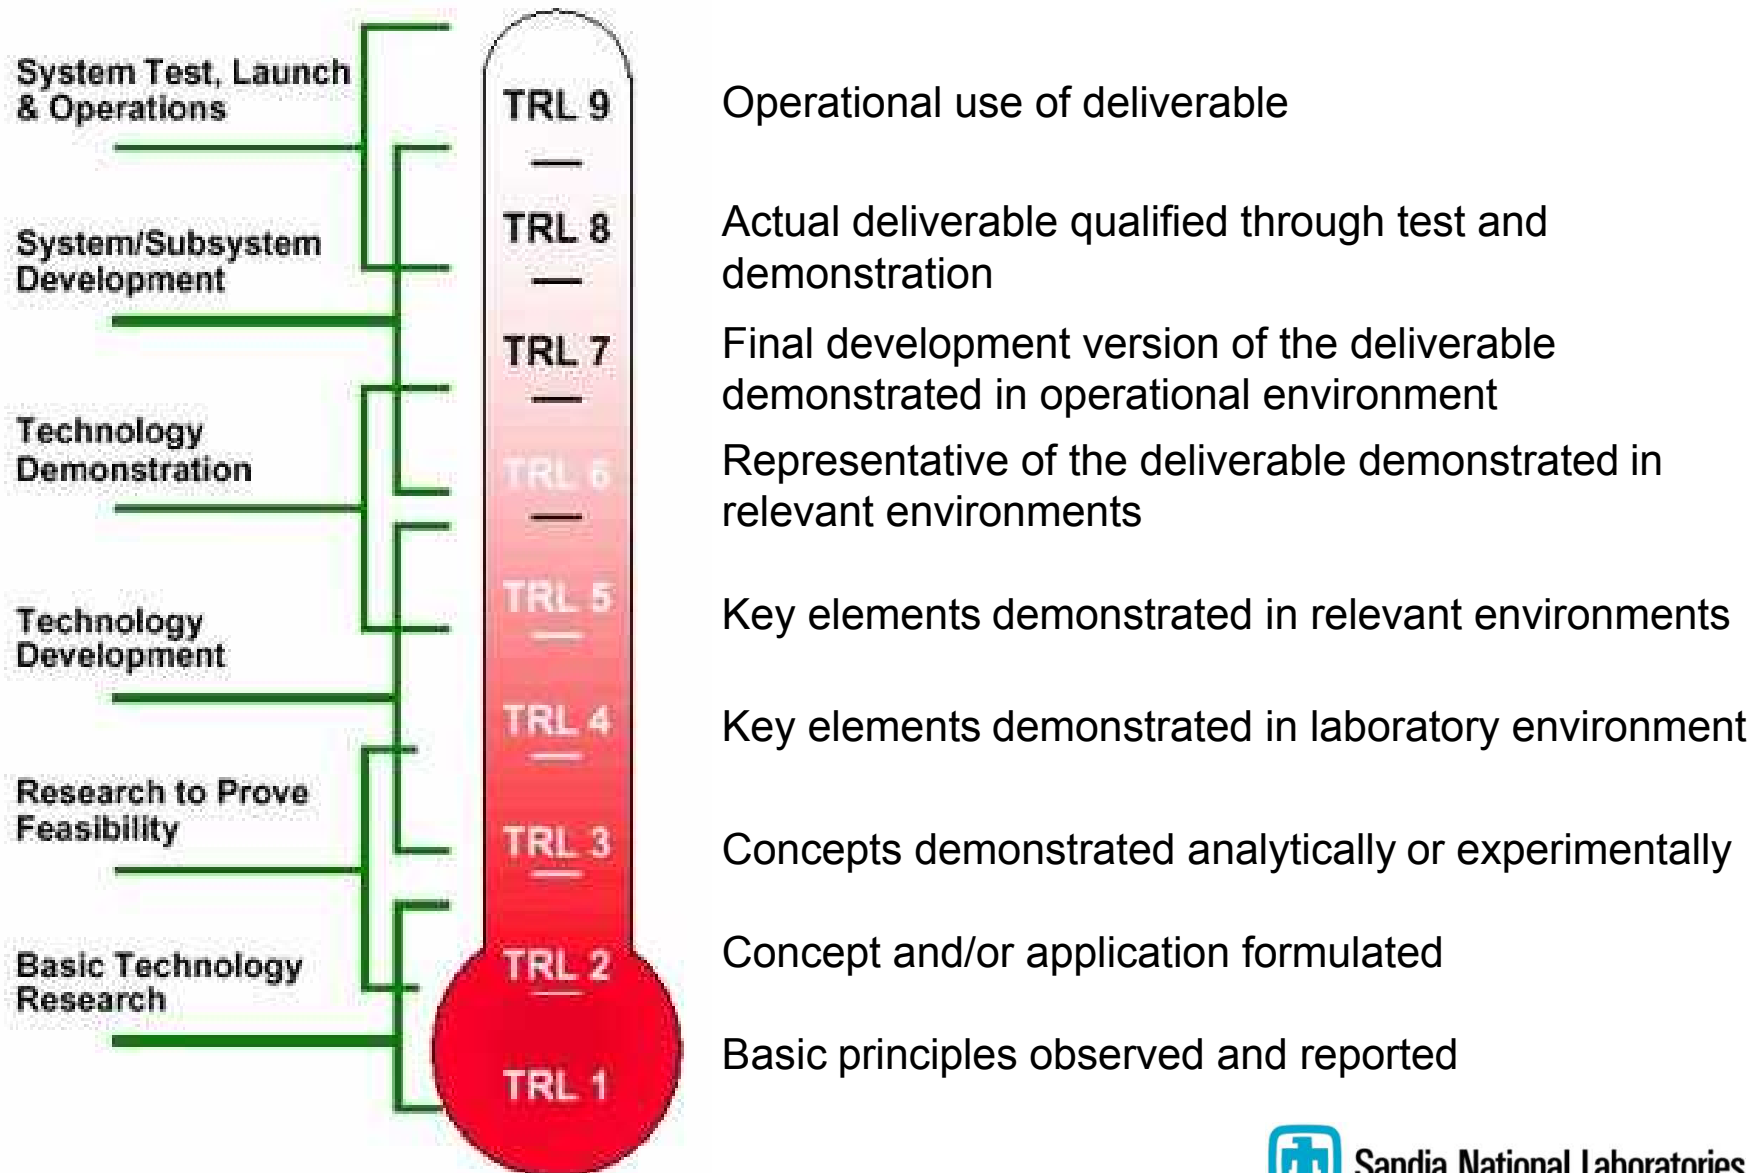 System Test, Launch
& Operations
System/Subsystem
Development
Technology
Demonstration
Technology
Development
Research to Prove
Feasibility
Basic Technology
Research
TRL 9
TRL 8
TRL 7
TRL 6
TRL 5
TRL 4
TRL 3
TRL 2
TRL 1
Operational use of deliverable
Actual deliverable qualified through test and
demonstration
Final development version of the deliverable
demonstrated in operational environment
Representative of the deliverable demonstrated in
relevant environments
Key elements demonstrated in relevant environments
Key elements demonstrated in laboratory environment
Concepts demonstrated analytically or experimentally
Concept and/or application formulated
Basic principles observed and reported
Sandia National Laboratories